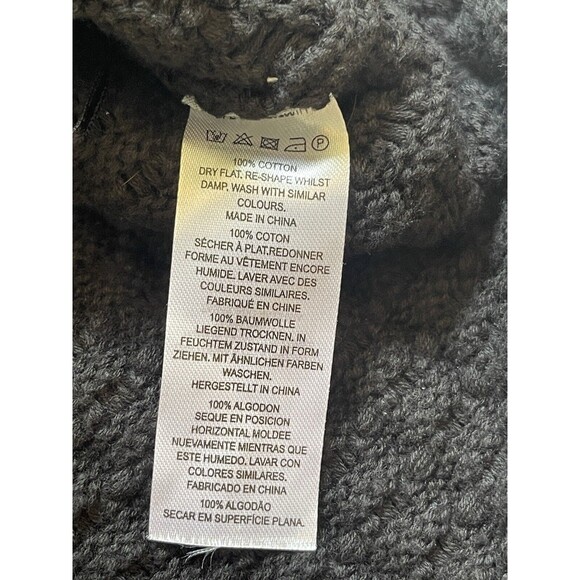 100% COTTON
DRY FLAT. RE-SHAPE WHILST
DAMP. WASH WITH SIMILAR
COLOURS.
MADE IN CHINA
100% COTON
SÉCHER À PLAT.REDONNER
FORME AU VÊTEMENT ENCORE
HUMIDE. LAVER AVEC DES
COULEURS SIMILAIRES.
FABRIQUÉ EN CHINE
100% BAUMWOLLE
LIEGEND TROCKNEN. IN
FEUCHTEM ZUSTAND IN FORM
ZIEHEN. MIT ÄHNLICHEN FARBEN
WASCHEN.
HERGESTELLT IN CHINA
100% ALGODON
SEQUE EN POSICION
HORIZONTAL MOLDEE
NUEVAMENTE MIENTRAS QUE
ESTE HUMEDO. LAVAR CON
COLORES SIMILARES.
FABRICADO EN CHINA
100% ALGODÃO
SECAR EM SUPERFÍCIE PLANA.